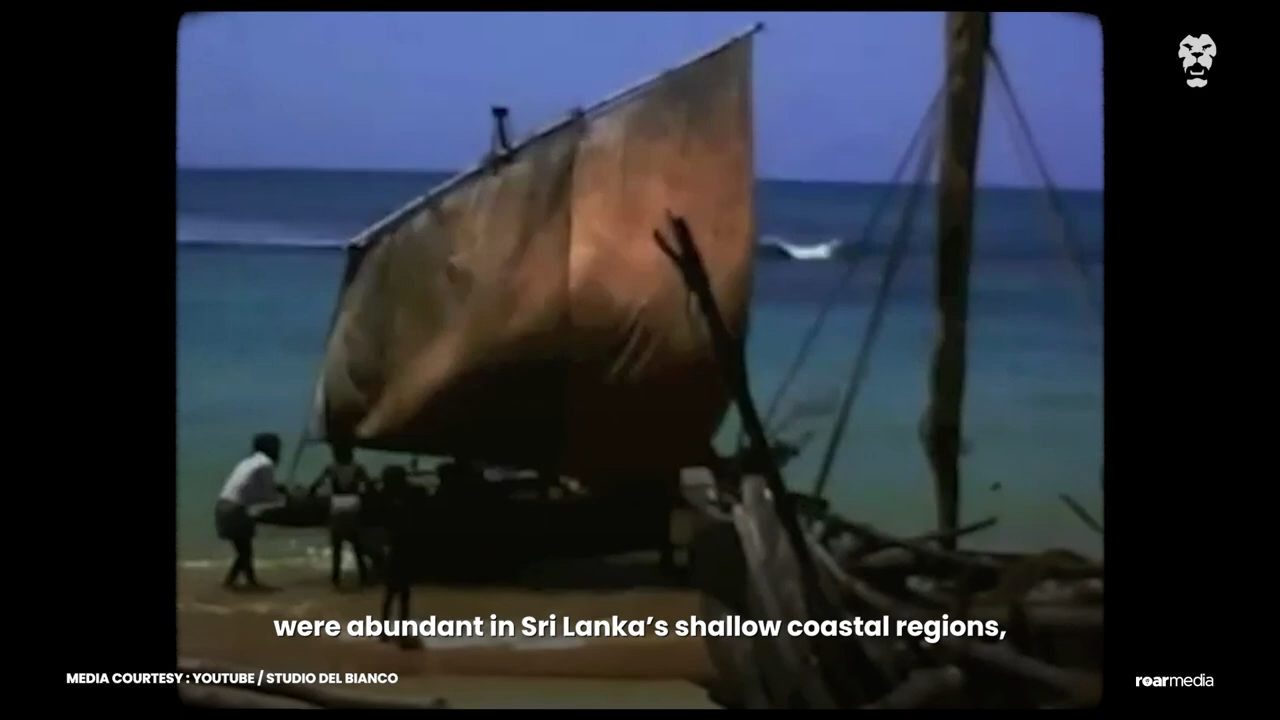 were abundant in Sri Lanka’s shallow coastal regions,
MEDIA COURTESY : YOUTUBE / STUDIO DEL BIANCO
roarmedia